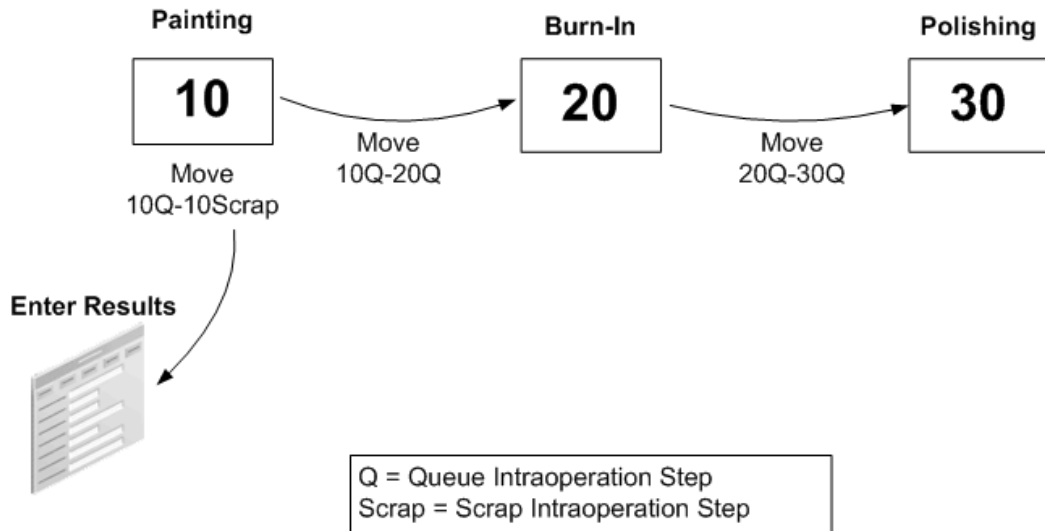 Painting
Burn-In
Polishing
10
20
30
Move
10Q-20Q
Move
20Q-30Q
Move
10Q-10Scrap
Enter Results
Q = Queue Intraoperation Step
Scrap = Scrap Intraoperation Step